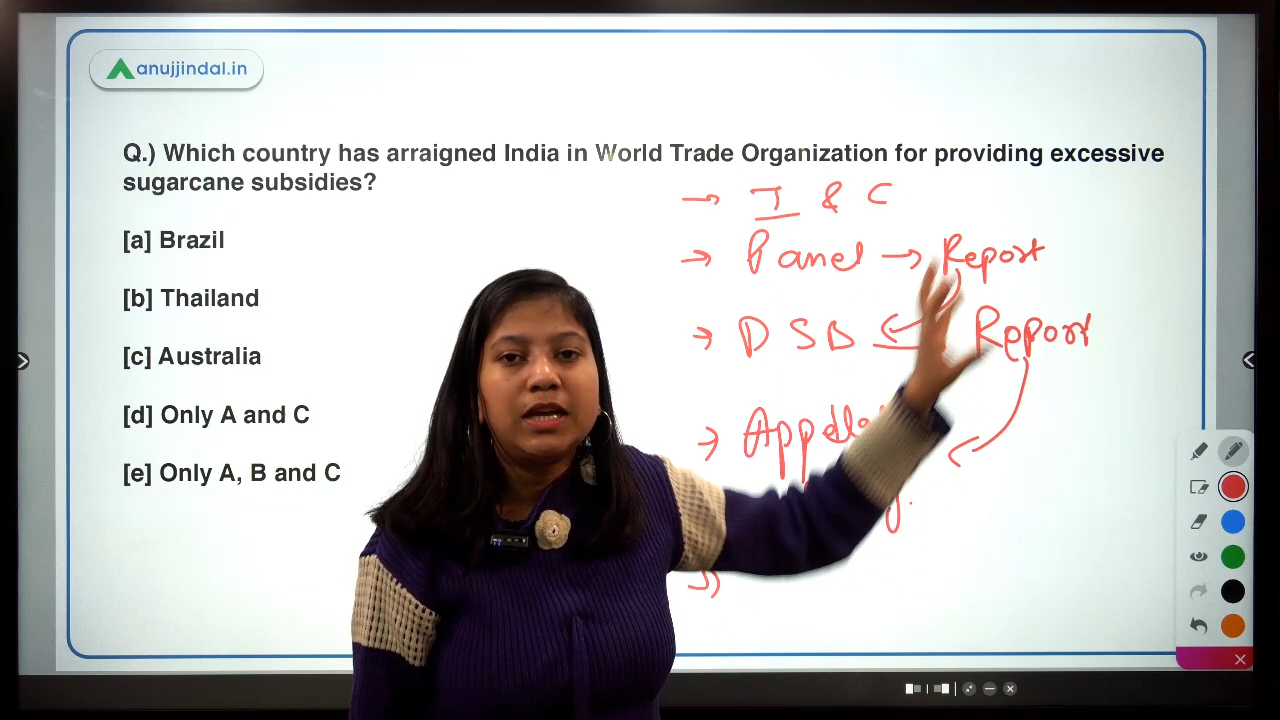 anujjindal.in
Q.) Which country has arraigned India in World Trade Organization for providing excessive
sugarcane subsidies?
[a] Brazil
[b] Thailand
[c] Australia
[d] Only A and C
[e] Only A, B and C
→ I & C
→ Panel → Report
→ DSB ← Report
→
→